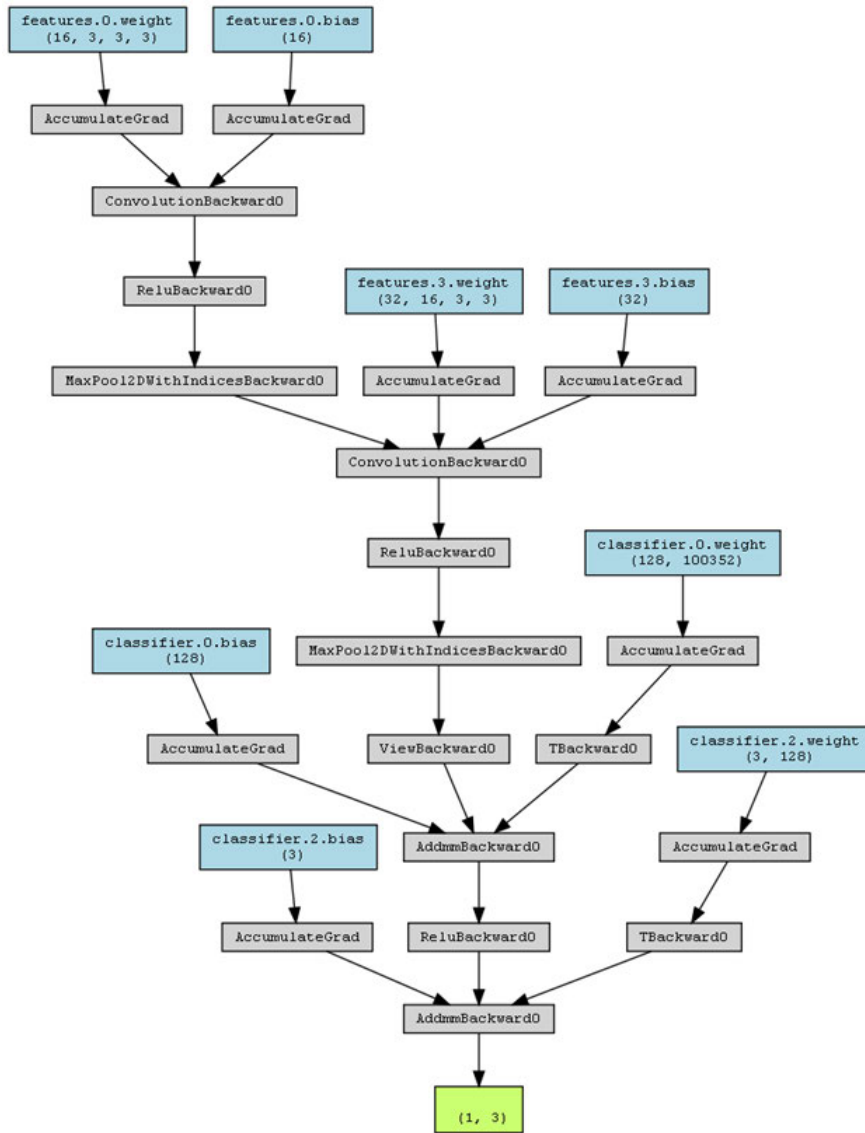 features.0.weight
(16, 3, 3, 3)
features.0.bias
(16)
AccumulateGrad
AccumulateGrad
ConvolutionBackward0
ReluBackward0
features.3.weight
(32, 16, 3, 3)
features.3.bias
(32)
MaxPool2DWithIndicesBackward0
AccumulateGrad
AccumulateGrad
ConvolutionBackward0
ReluBackward0
classifier.0.weight
(128, 100352)
classifier.0.bias
(128)
MaxPool2DWithIndicesBackward0
AccumulateGrad
AccumulateGrad
ViewBackward0
TBackward0
classifier.2.weight
(3, 128)
classifier.2.bias
(3)
AddmmBackward0
AccumulateGrad
AccumulateGrad
ReluBackward0
TBackward0
AddmmBackward0
(1, 3)